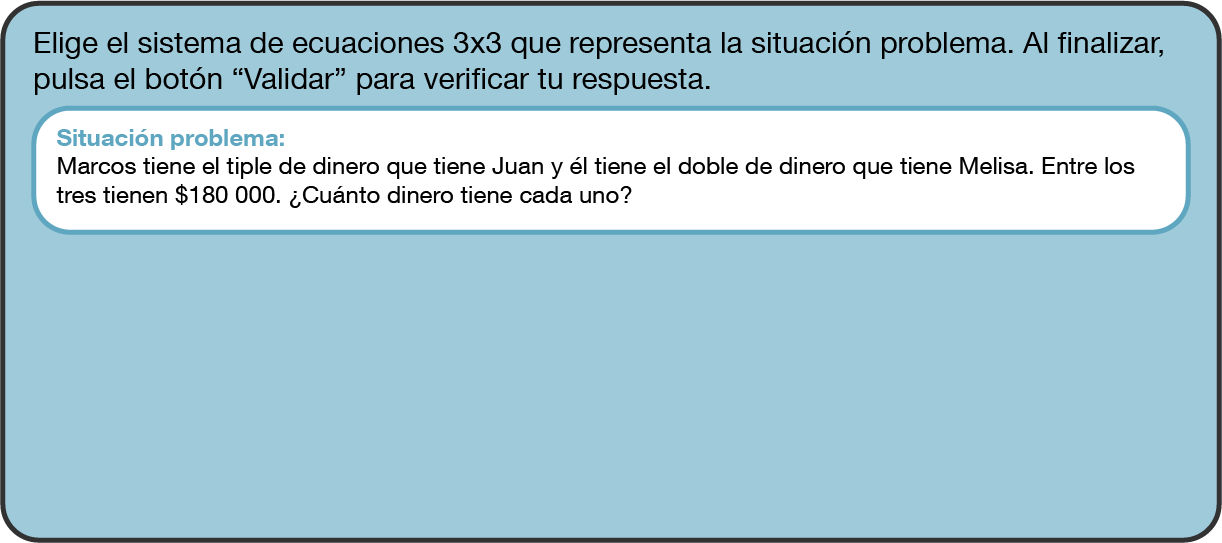 Elige el sistema de ecuaciones 3x3 que representa la situación problema. Al finalizar,
pulsa el botón “Validar” para verificar tu respuesta.
Situación problema:
Marcos tiene el tiple de dinero que tiene Juan y él tiene el doble de dinero que tiene Melisa. Entre los
tres tienen $180 000. ¿Cuánto dinero tiene cada uno?